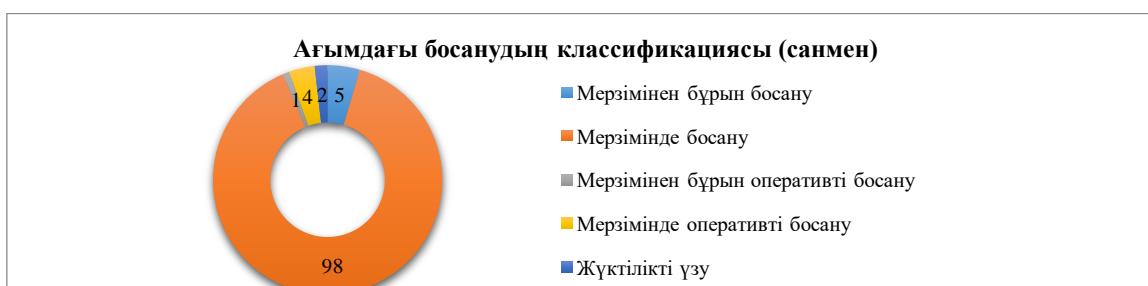 Ағымдағы босанудың классификациясы (санмен)
1 4 2 5
98
Мерзімінен бұрын босану
Мерзімінде босану
Мерзімінен бұрын оперативті босану
Мерзімінде оперативті босану
Жүктілікті үзу